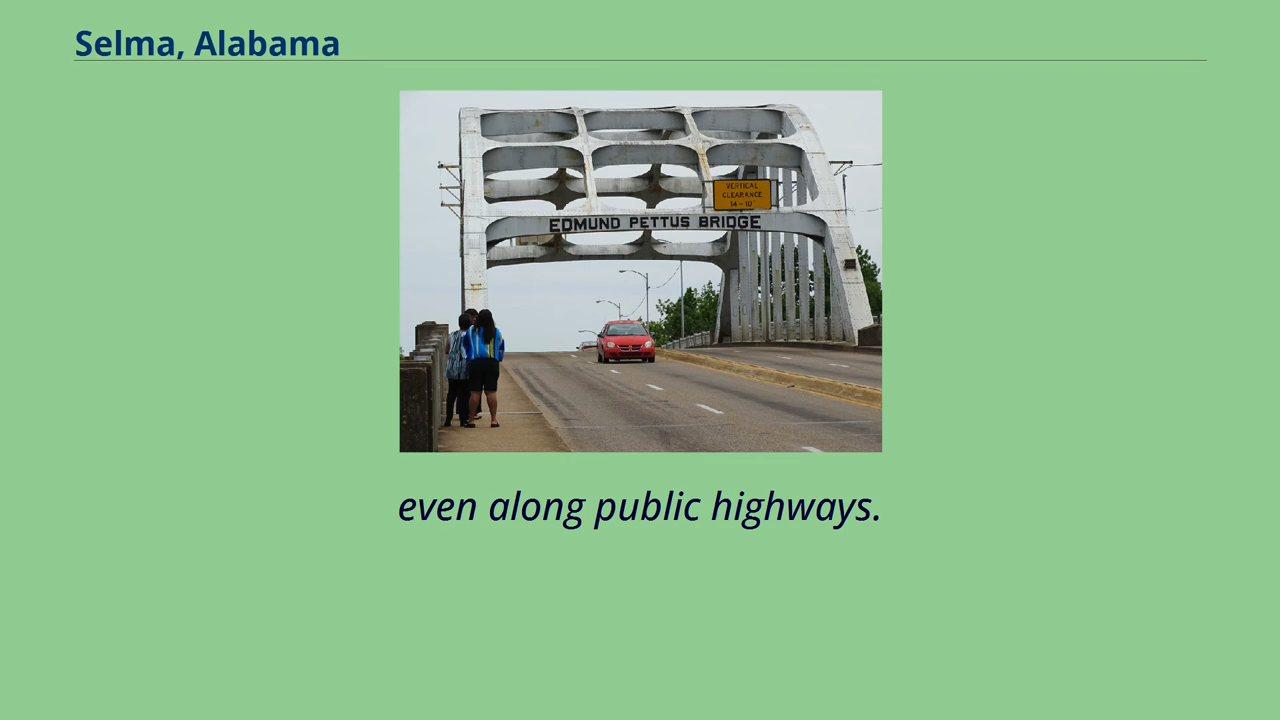 Selma, Alabama
VERTICAL
CLEARANCE
14-10"
EDMUND PETTUS BRIDGE
even along public highways.